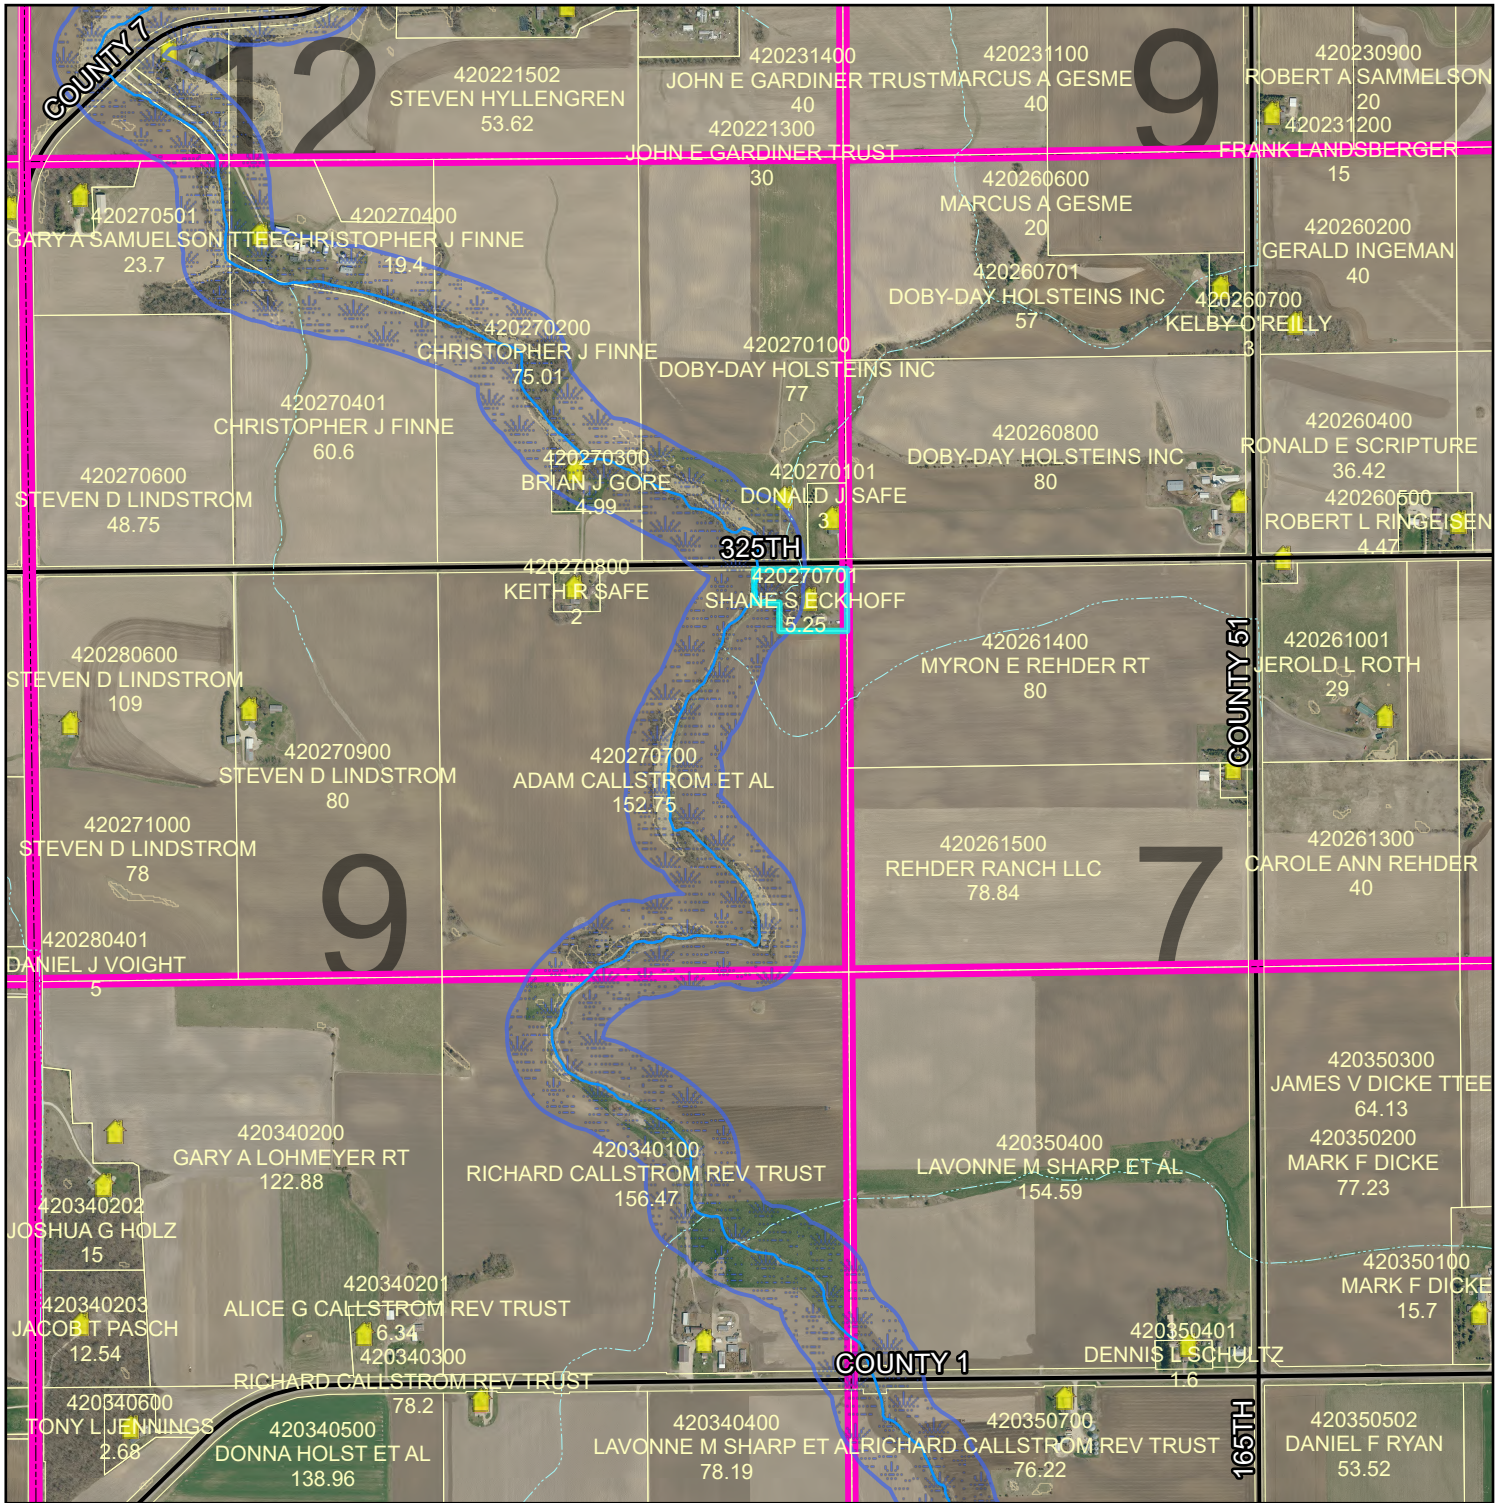 COUNTY 7
12
420221502
STEVEN HYLLENGREN
53.62
420231400
JOHN E GARDINER TRUST
40
420221300
JOHN E GARDINER TRUST
30
420231100
MARCUS A GESME
40
9
420230900
ROBERT A SAMMELSON
20
420231200
FRANK LANDSBERGER
15
420270501
GARY A SAMUELSON TTEE
23.7
420270400
CHRISTOPHER J FINNE
19.4
420260600
MARCUS A GESME
20
420260200
GERALD INGEMAN
40
420260701
DOBY-DAY HOLSTEINS INC
57
420260700
KELBY O'REILLY
3
420270200
CHRISTOPHER J FINNE
75.01
420270100
DOBY-DAY HOLSTEINS INC
77
420270401
CHRISTOPHER J FINNE
60.6
420260800
DOBY-DAY HOLSTEINS INC
80
420260400
RONALD E SCRIPTURE
36.42
420270600
STEVEN D LINDSTROM
48.75
420270300
BRIAN J GORE
4.99
420270101
DONALD J SAFE
3
420260500
ROBERT L RINGEISEN
4.47
325TH
420270800
KEITH R SAFE
2
420270701
SHANE S ECKHOFF
5.25
420280600
STEVEN D LINDSTROM
109
420261400
MYRON E REHDER RT
80
COUNTY 51
420261001
JEROLD L ROTH
29
420270900
STEVEN D LINDSTROM
80
420270700
ADAM CALLSTROM ET AL
152.75
420271000
STEVEN D LINDSTROM
78
9
420261500
REHDER RANCH LLC
78.84
7
420261300
CAROLE ANN REHDER
40
420280401
DANIEL J VOIGHT
5
420350300
JAMES V DICKE TTEE
64.13
420340200
GARY A LOHMEYER RT
122.88
420340100
RICHARD CALLSTROM REV TRUST
156.47
420350400
LAVONNE M SHARP ET AL
154.59
420350200
MARK F DICKE
77.23
420340202
JOSHUA G HOLZ
15
420350100
MARK F DICKE
15.7
420340203
JACOB T PASCH
12.54
420340201
ALICE G CALLSTROM REV TRUST
6.34
420350401
DENNIS L SCHULTZ
1.6
420340300
RICHARD CALLSTROM REV TRUST
78.2
COUNTY 1
420340600
TONY L JENNINGS
2.68
420340500
DONNA HOLST ET AL
138.96
420340400
LAVONNE M SHARP ET AL
78.19
420350700
RICHARD CALLSTROM REV TRUST
76.22
165TH
420350502
DANIEL F RYAN
53.52